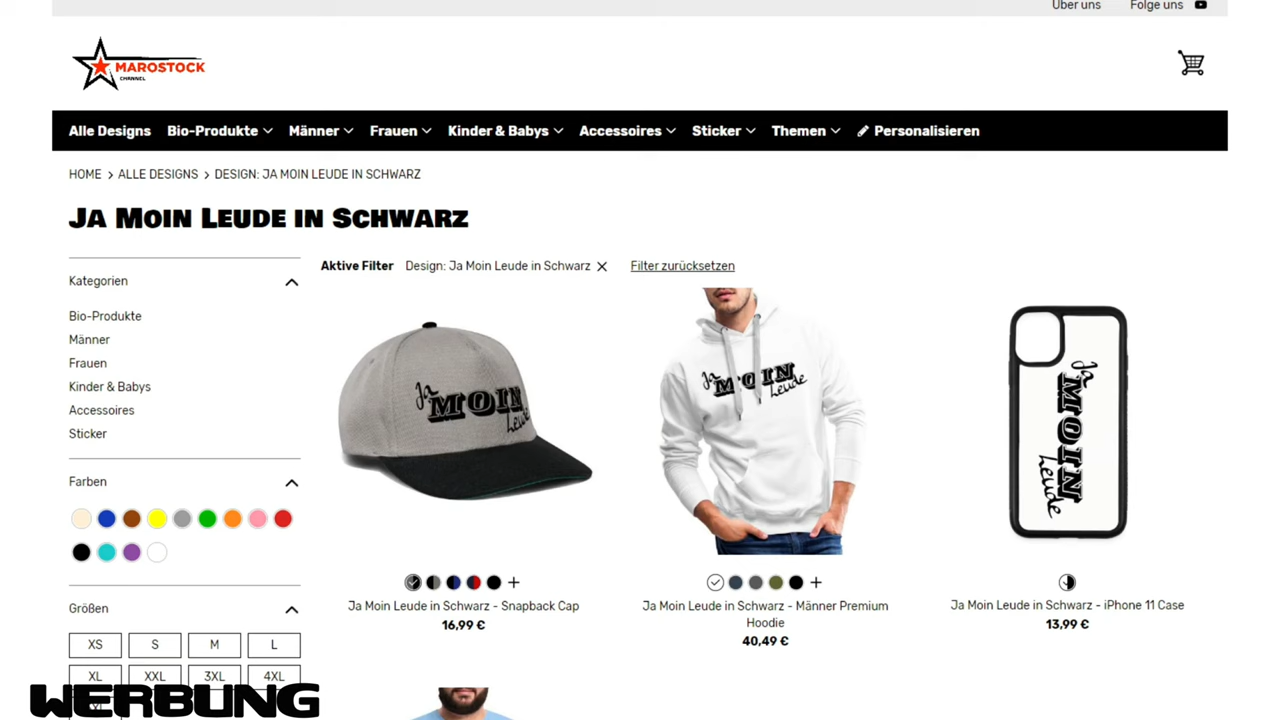 Über uns Folge uns
MAROSTOCK
CHANNEL
Alle Designs Bio-Produkte Männer Frauen Kinder & Babys Accessoires Sticker Themen Personalisieren
HOME > ALLE DESIGNS > DESIGN: JA MOIN LEUDE IN SCHWARZ
Ja Moin Leude in Schwarz
Kategorien
Bio-Produkte
Männer
Frauen
Kinder & Babys
Accessoires
Sticker
Farben
Größen
XS S M L
XL XXL 3XL 4XL
Aktive Filter Design: Ja Moin Leude in Schwarz Filter zurücksetzen
Ja
MOIN
Leude
Ja
MOIN
Leude
Ja
MOIN
Leude
Ja Moin Leude in Schwarz - Snapback Cap
16,99 €
Ja Moin Leude in Schwarz - Männer Premium
Hoodie
40,49 €
Ja Moin Leude in Schwarz - iPhone 11 Case
13,99 €
WERBUNG